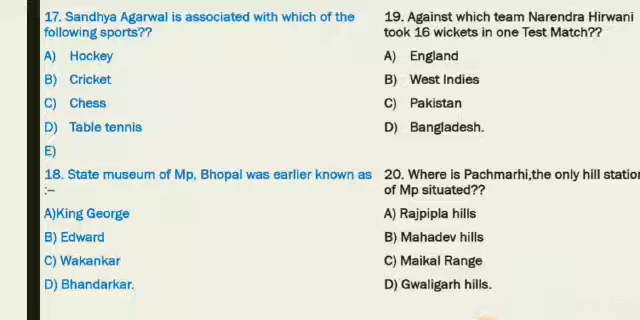 17. Sandhya Agarwal is associated with which of the
following sports??
A) Hockey
B) Cricket
C) Chess
D) Table tennis
E)
18. State museum of Mp, Bhopal was earlier known as
:–
A)King George
B) Edward
C) Wakankar
D) Bhandarkar.
19. Against which team Narendra Hirwani
took 16 wickets in one Test Match??
A) England
B) West Indies
C) Pakistan
D) Bangladesh.
20. Where is Pachmarhi,the only hill station
of Mp situated??
A) Rajpipla hills
B) Mahadev hills
C) Maikal Range
D) Gwaligarh hills.